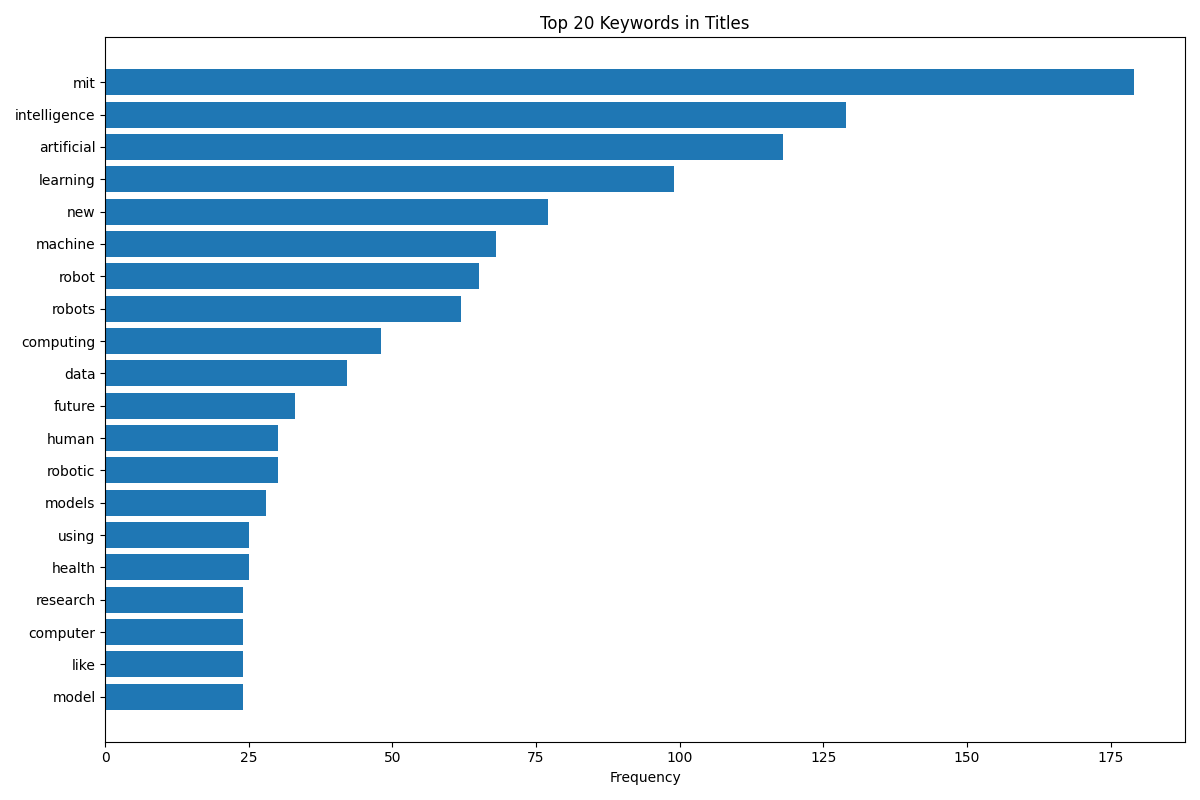 Top 20 Keywords in Titles
mit
intelligence
artificial
learning
new
machine
robot
robots
computing
data
future
human
robotic
models
using
health
research
computer
like
model
0 25 50 75 100 125 150 175
Frequency